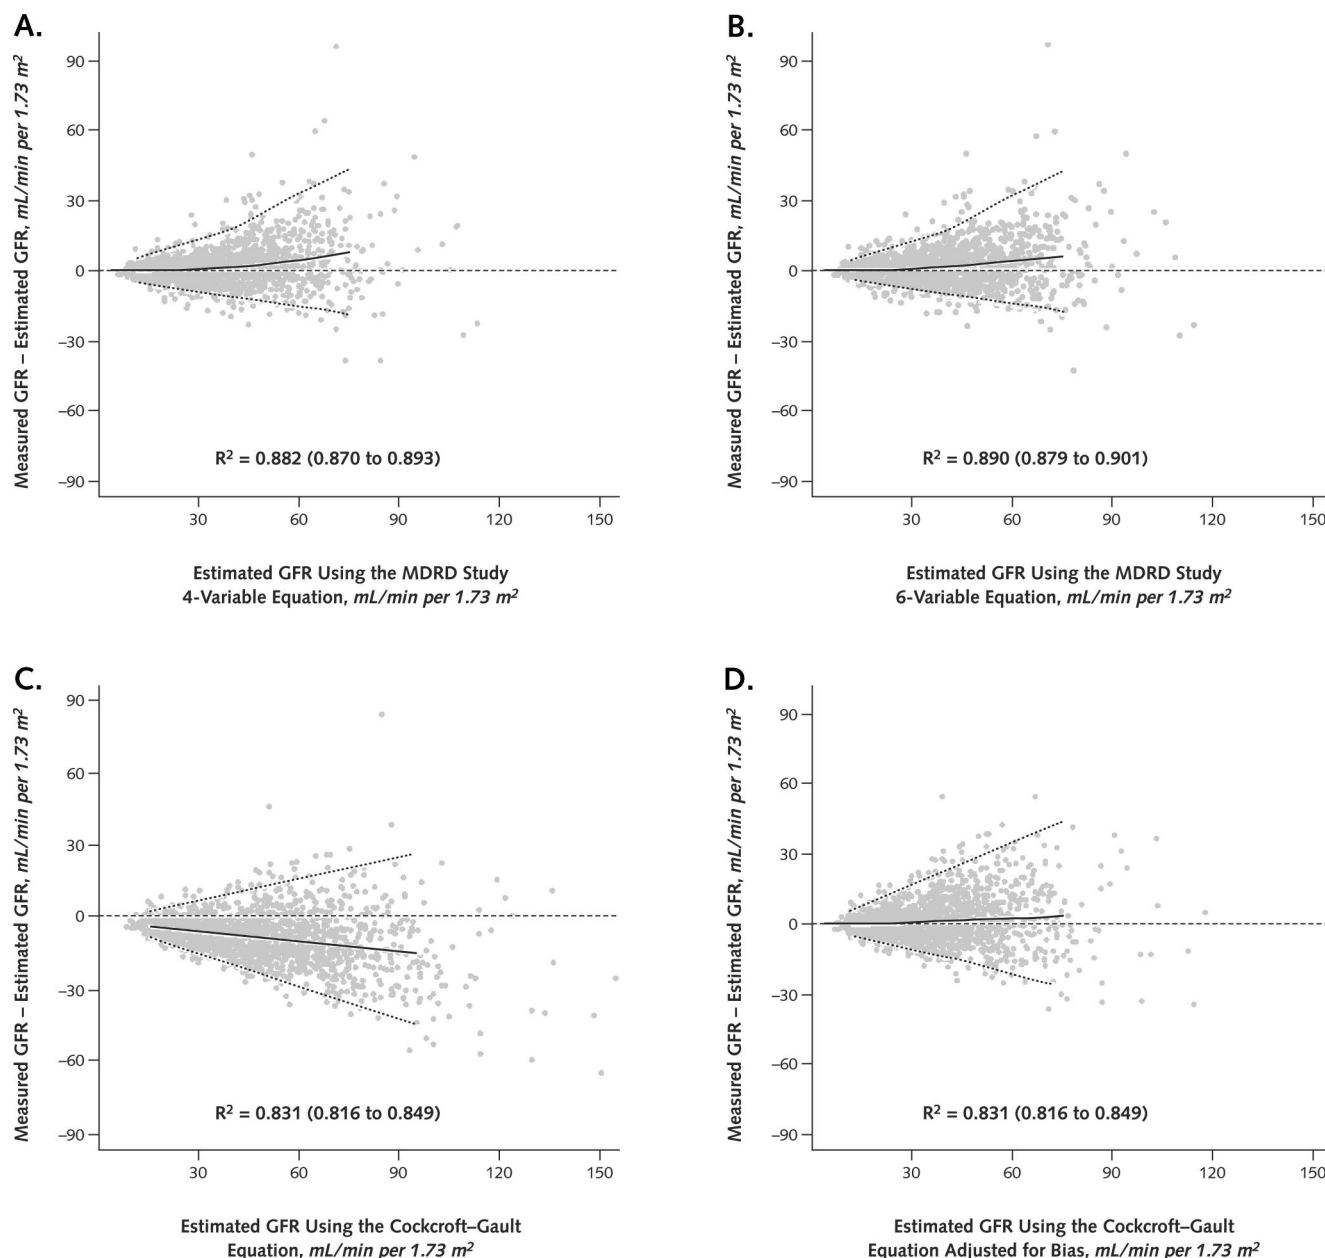 A.
Measured GFR – Estimated GFR, mL/min per 1.73 m²
90
60
30
0
–30
–60
–90
R² = 0.882 (0.870 to 0.893)
30 60 90 120 150
Estimated GFR Using the MDRD Study
4-Variable Equation, mL/min per 1.73 m²
B.
Measured GFR – Estimated GFR, mL/min per 1.73 m²
90
60
30
0
–30
–60
–90
R² = 0.890 (0.879 to 0.901)
30 60 90 120 150
Estimated GFR Using the MDRD Study
6-Variable Equation, mL/min per 1.73 m²
C.
Measured GFR – Estimated GFR, mL/min per 1.73 m²
90
60
30
0
–30
–60
–90
R² = 0.831 (0.816 to 0.849)
30 60 90 120 150
Estimated GFR Using the Cockcroft–Gault
Equation, mL/min per 1.73 m²
D.
Measured GFR – Estimated GFR, mL/min per 1.73 m²
90
60
30
0
–30
–60
–90
R² = 0.831 (0.816 to 0.849)
30 60 90 120 150
Estimated GFR Using the Cockcroft–Gault
Equation Adjusted for Bias, mL/min per 1.73 m²